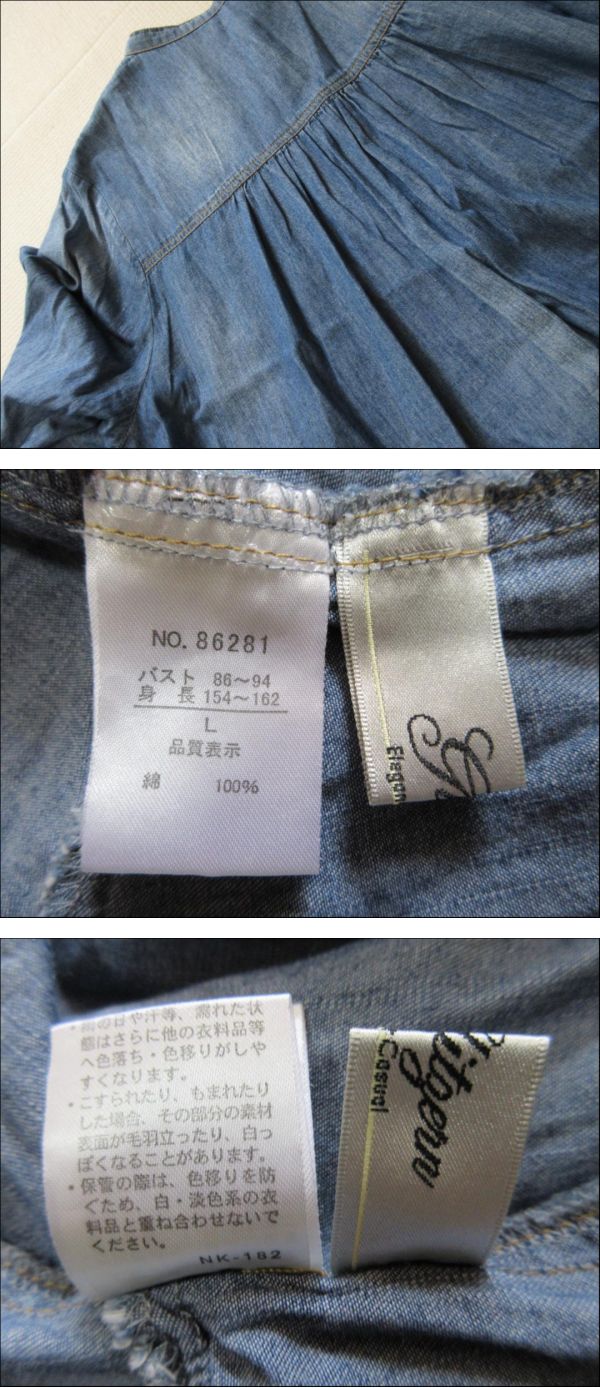 NO. 86281
バスト 86～94
身長 154～162
L
品質表示
綿 100%
Elegan
・雨の日や汗等、濡れた状
態はさらに他の衣料品等
へ色落ち・色移りがしや
すくなります。
・こすられたり、もまれたり
した場合、その部分の素材
表面が毛羽立ったり、白っ
ぽくなることがあります。
・保管の際は、色移りを防
ぐため、白・淡色系の衣
料品と重ね合わせないで
ください。
NK-182
Casual